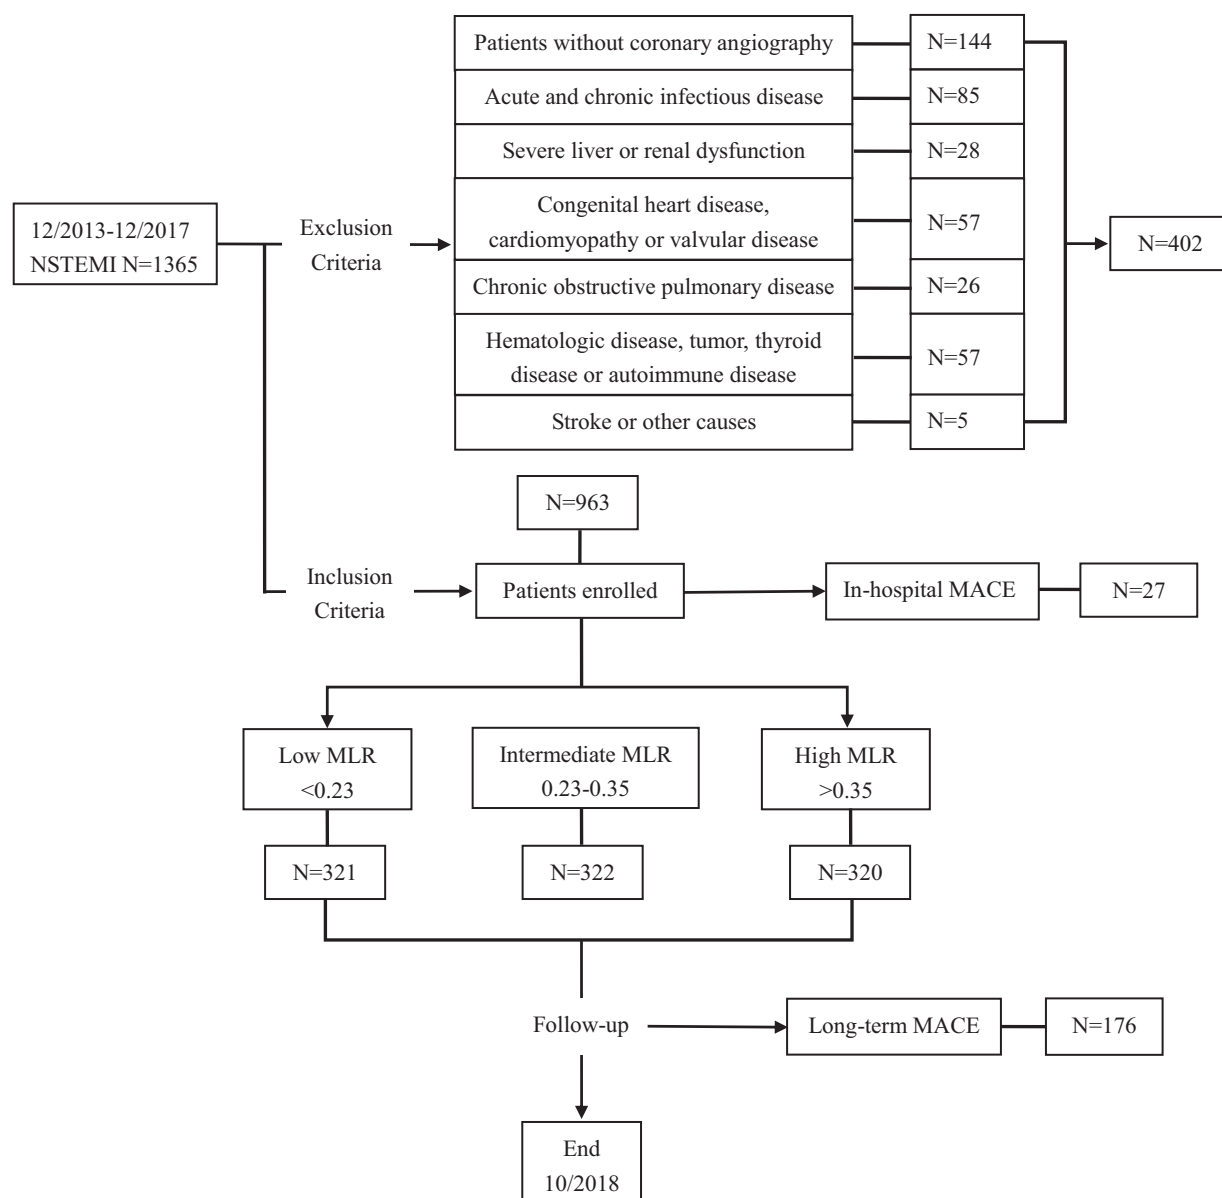 Patients without coronary angiography
N=144
Acute and chronic infectious disease
N=85
Severe liver or renal dysfunction
N=28
12/2013-12/2017
NSTEMI N=1365
Exclusion
Criteria
Congenital heart disease,
cardiomyopathy or valvular disease
N=57
N=402
Chronic obstructive pulmonary disease
N=26
Hematologic disease, tumor, thyroid
disease or autoimmune disease
N=57
Stroke or other causes
N=5
N=963
Inclusion
Criteria
Patients enrolled
In-hospital MACE
N=27
Low MLR
<0.23
Intermediate MLR
0.23-0.35
High MLR
>0.35
N=321
N=322
N=320
Follow-up
Long-term MACE
N=176
End
10/2018